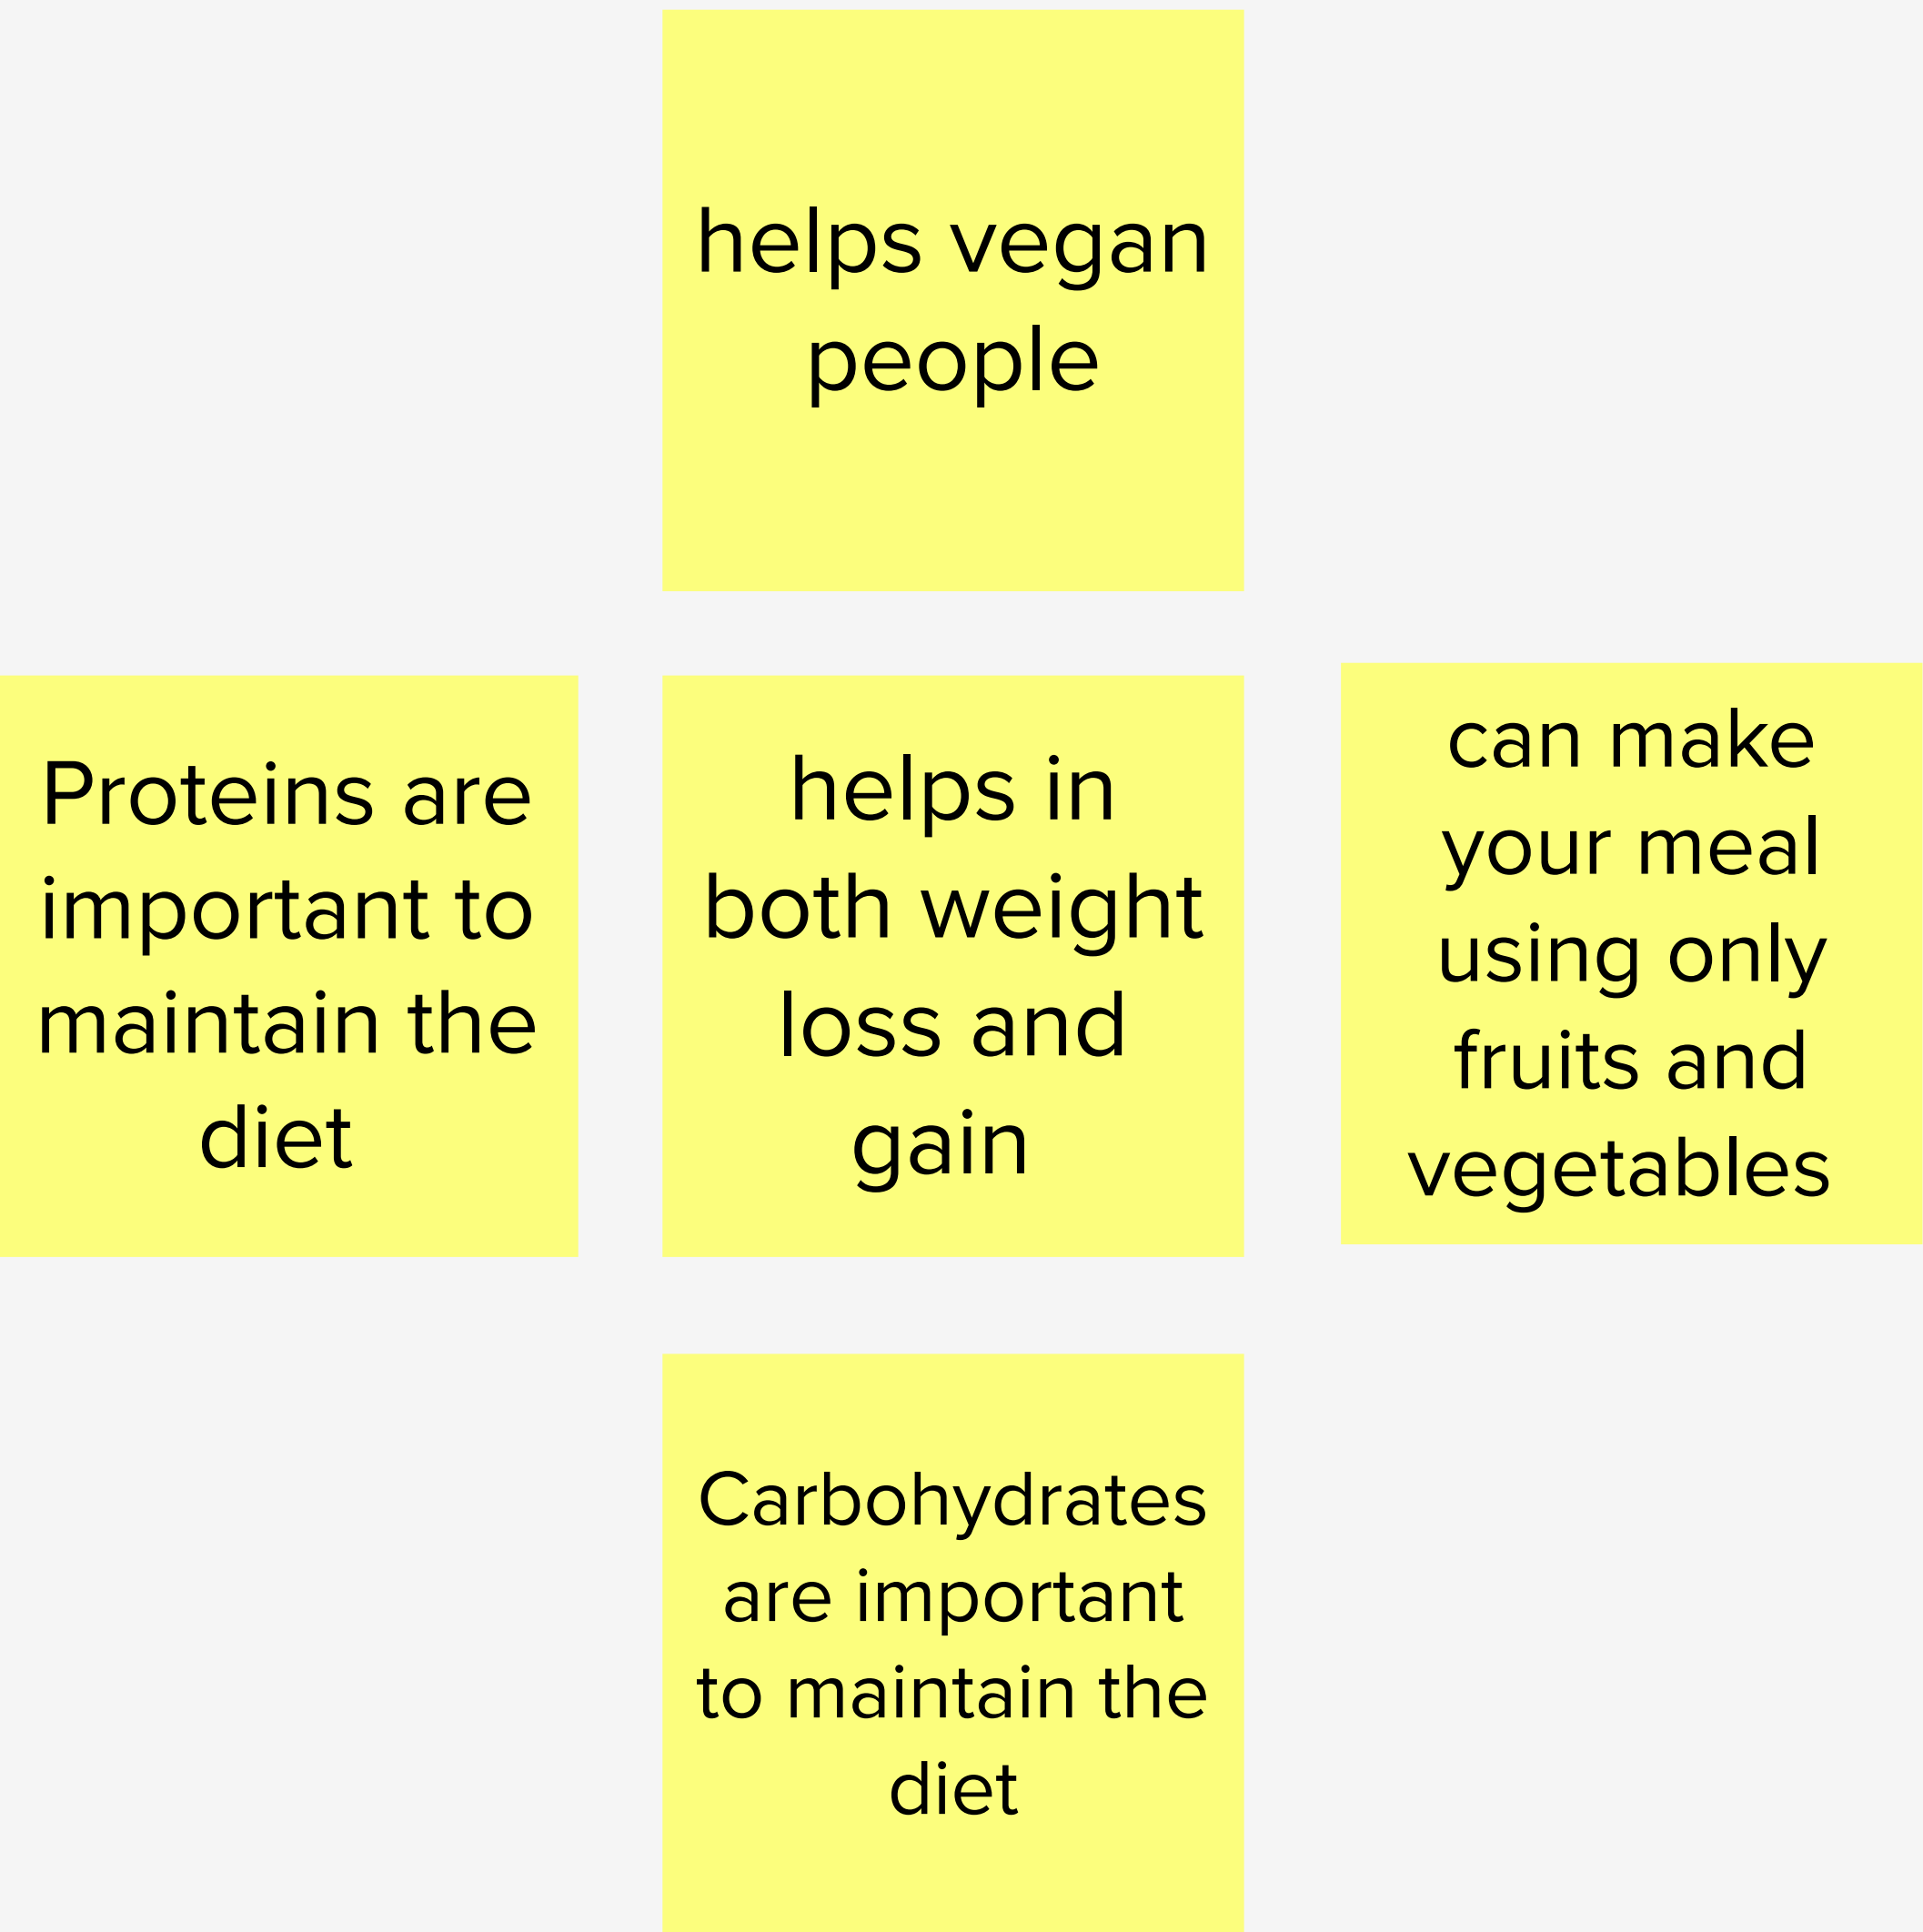 helps vegan
people
Proteins are
important to
maintain the
diet
helps in
both weight
loss and
gain
can make
your meal
using only
fruits and
vegetables
Carbohydrates
are important
to maintain the
diet